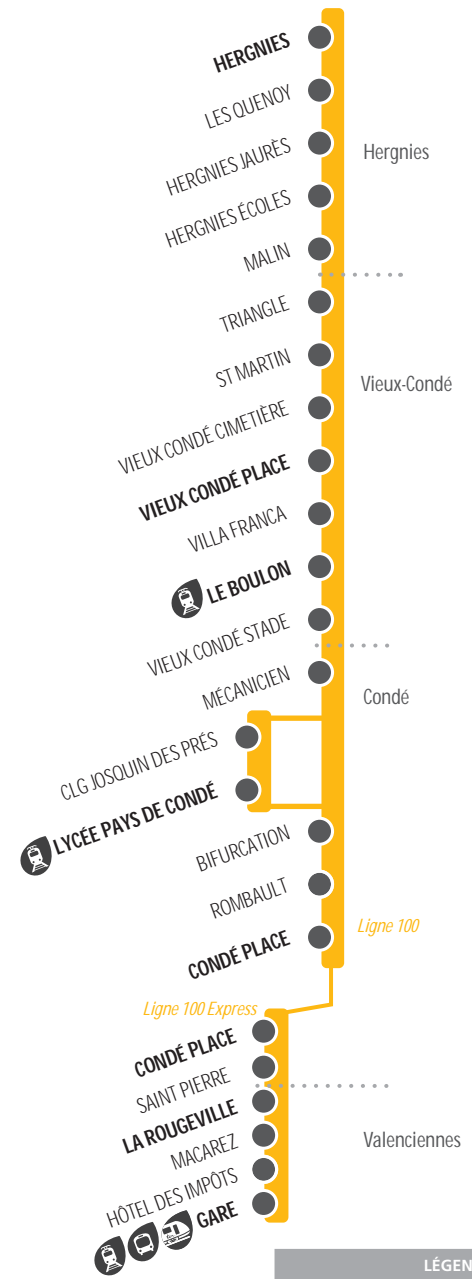 HERGNIES
LES QUENOY
HERGNIES JAURÈS
Hergnies
HERGNIES ÉCOLES
MALIN
TRIANGLE
ST MARTIN
Vieux-Condé
VIEUX CONDÉ CIMETIÈRE
VIEUX CONDÉ PLACE
VILLA FRANCA
LE BOULON
VIEUX CONDÉ STADE
MÉCANICIEN
Condé
CLG JOSQUIN DES PRÉS
LYCÉE PAYS DE CONDÉ
BIFURCATION
ROMBAULT
CONDÉ PLACE
Ligne 100
Ligne 100 Express
CONDÉ PLACE
SAINT PIERRE
LA ROUGEVILLE
MACAREZ
Valenciennes
HÔTEL DES IMPÔTS
GARE
LÉGEN